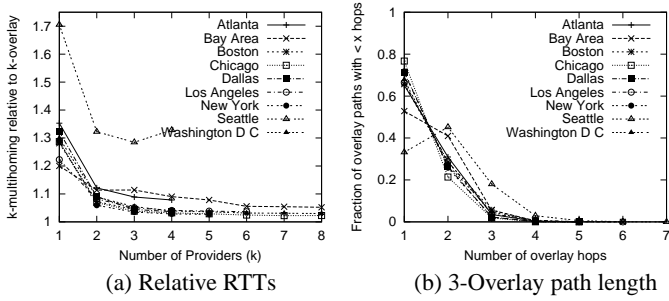 k-multihoming relative to k-overlay
1.7
1.6
1.5
1.4
1.3
1.2
1.1
1
1 2 3 4 5 6 7 8
Number of Providers (k)
Atlanta
Bay Area
Boston
Chicago
Dallas
Los Angeles
New York
Seattle
Washington D C
(a) Relative RTTs
Fraction of overlay paths with < x hops
1
0.8
0.6
0.4
0.2
0
1 2 3 4 5 6 7
Number of overlay hops
Atlanta
Bay Area
Boston
Chicago
Dallas
Los Angeles
New York
Seattle
Washington D C
(b) 3-Overlay path length